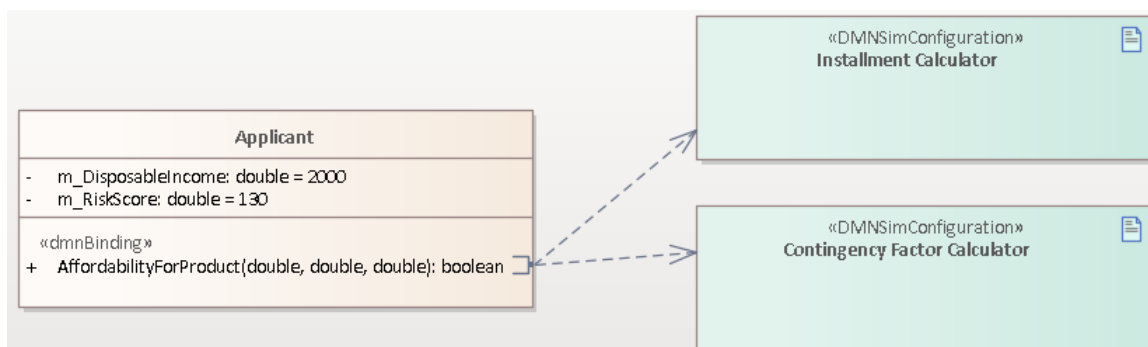 Applicant
- m_DisposableIncome: double = 2000
- m_RiskScore: double = 130
«dmnBinding»
+ AffordabilityForProduct(double, double, double): boolean
«DMNSimConfiguration»
Installment Calculator
«DMNSimConfiguration»
Contingency Factor Calculator